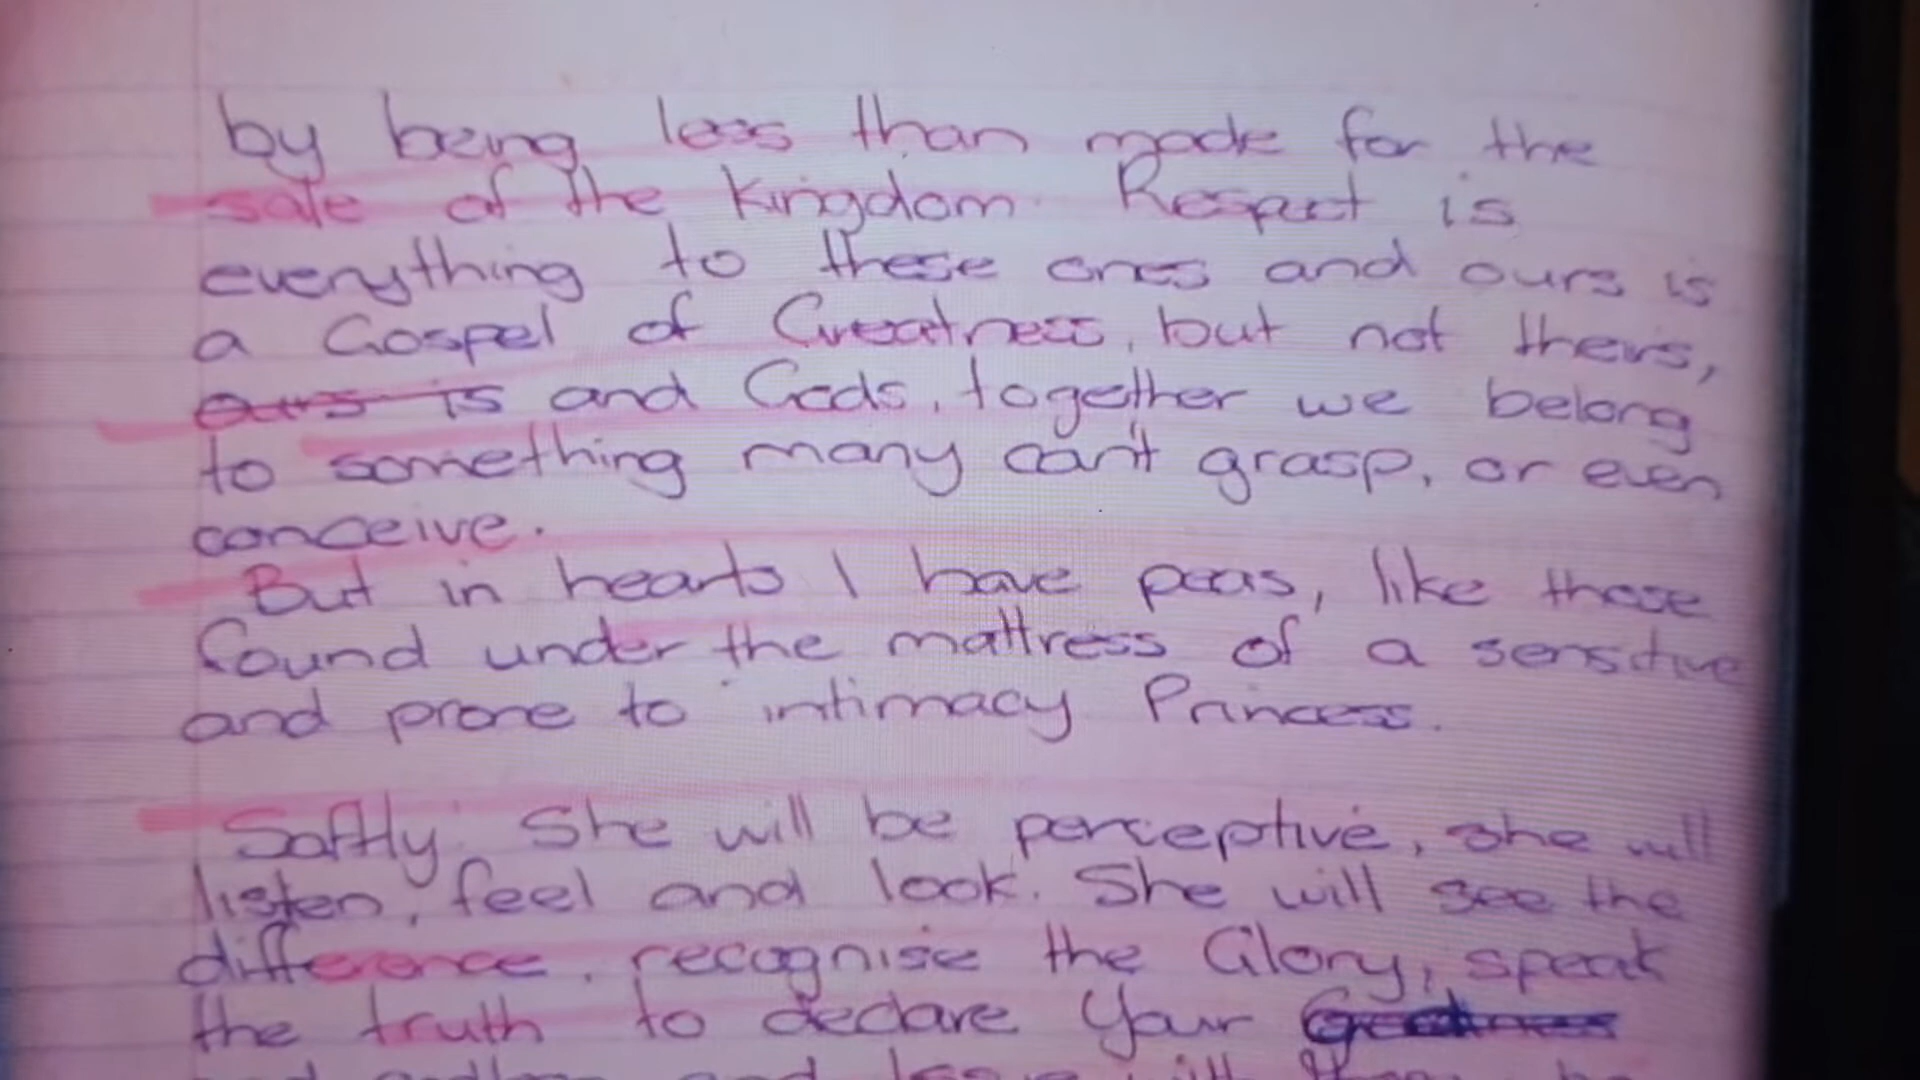 by being less than made for the
sale of the Kingdom. Respect is
everything to these ones and ours is
a Gospel of Greatness, but not theirs,
ours is and Gods, together we belong
to something many can't grasp, or even
conceive.
But in hearts I have peas, like those
found under the mattress of a sensitive
and prone to intimacy Princess.
Softly. She will be perceptive, she will
listen, feel and look. She will see the
difference, recognise the Glory, speak
the truth to declare Your Greatness